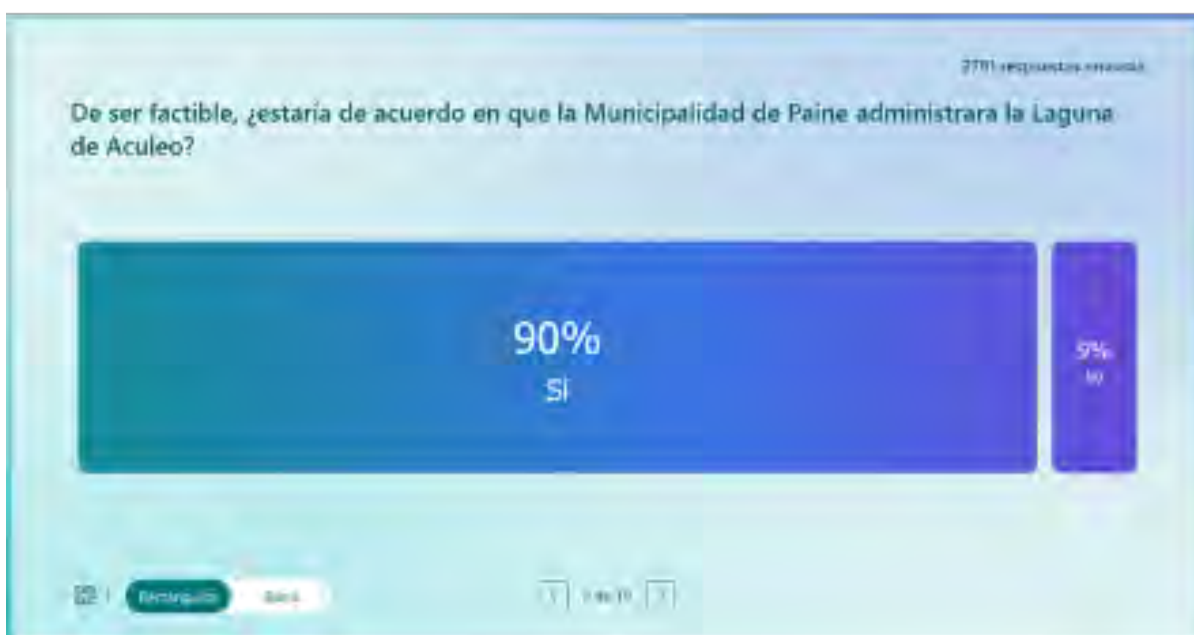 respuestas
De ser factible, ¿estaría de acuerdo en que la Municipalidad de Paine administrara la Laguna
de Aculeo?
90%
Sí
9%